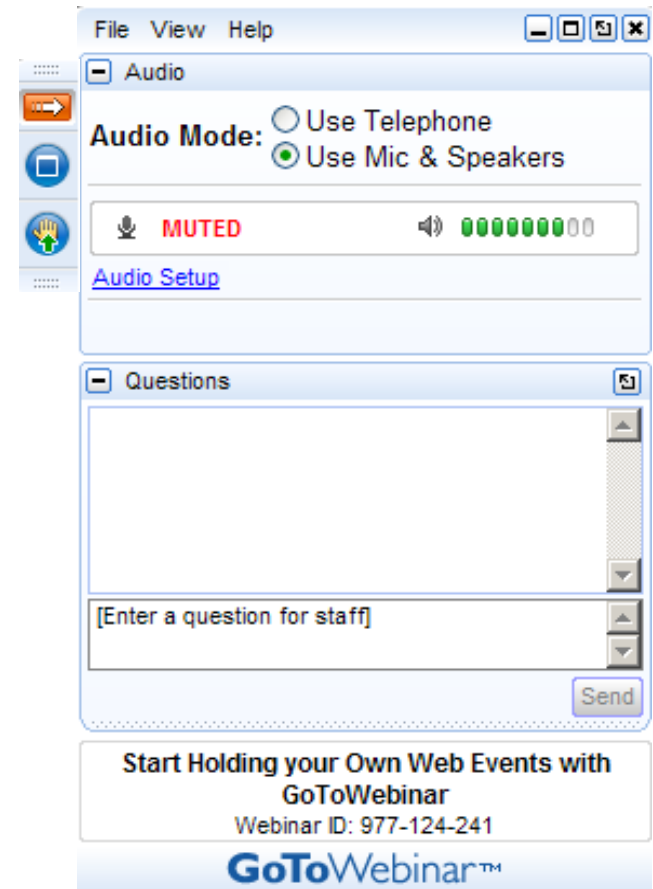 File View Help
Audio
Audio Mode:
Use Telephone
Use Mic & Speakers
MUTED
Audio Setup
Questions
[Enter a question for staff]
Send
Start Holding your Own Web Events with
GoToWebinar
Webinar ID: 977-124-241
GoToWebinar™